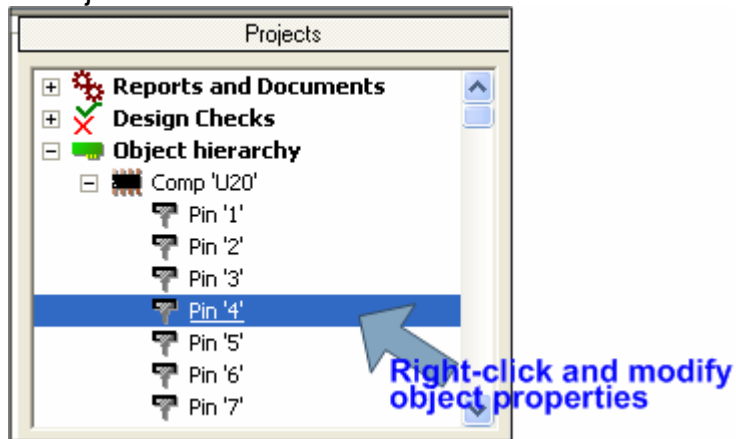 Projects
Reports and Documents
Design Checks
Object hierarchy
Comp 'U20'
Pin '1'
Pin '2'
Pin '3'
Pin '4'
Pin '5'
Pin '6'
Pin '7'
Right-click and modify
object properties